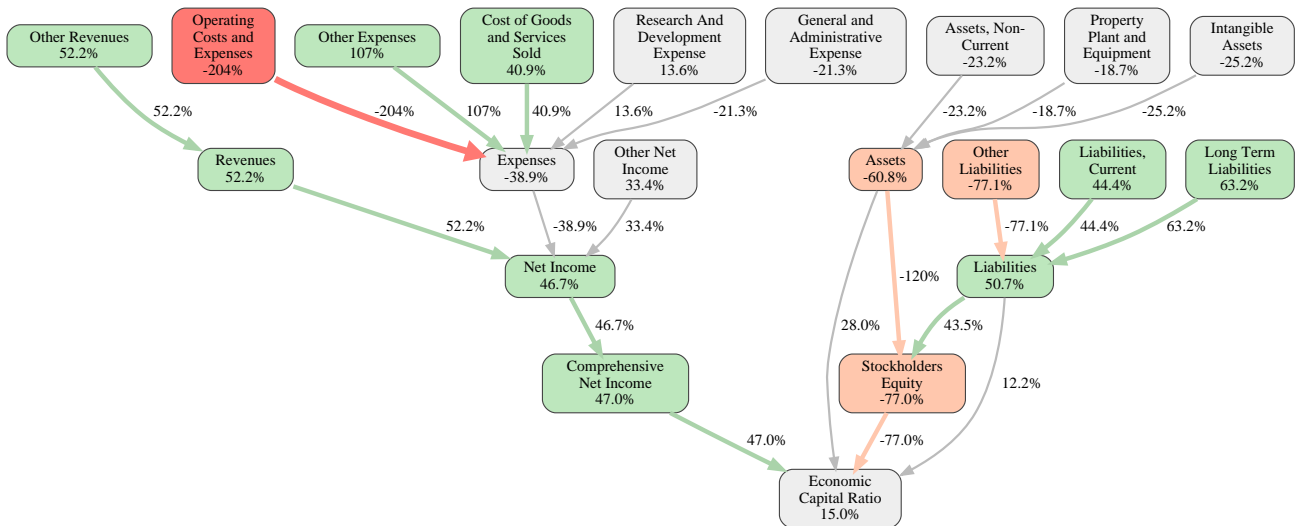 Other Revenues
52.2%
Operating
Costs and
Expenses
-204%
Other Expenses
107%
Cost of Goods
and Services
Sold
40.9%
Research And
Development
Expense
13.6%
General and
Administrative
Expense
-21.3%
Assets, Non-
Current
-23.2%
Property
Plant and
Equipment
-18.7%
Intangible
Assets
-25.2%
52.2%
-204%
107%
40.9%
13.6%
-21.3%
-23.2%
-18.7%
-25.2%
Revenues
52.2%
Expenses
-38.9%
Other Net
Income
33.4%
Assets
-60.8%
Other
Liabilities
-77.1%
Liabilities,
Current
44.4%
Long Term
Liabilities
63.2%
52.2%
-38.9%
33.4%
-77.1%
44.4%
63.2%
Net Income
46.7%
-120%
Liabilities
50.7%
46.7%
28.0%
43.5%
Comprehensive
Net Income
47.0%
Stockholders
Equity
-77.0%
12.2%
47.0%
-77.0%
Economic
Capital Ratio
15.0%